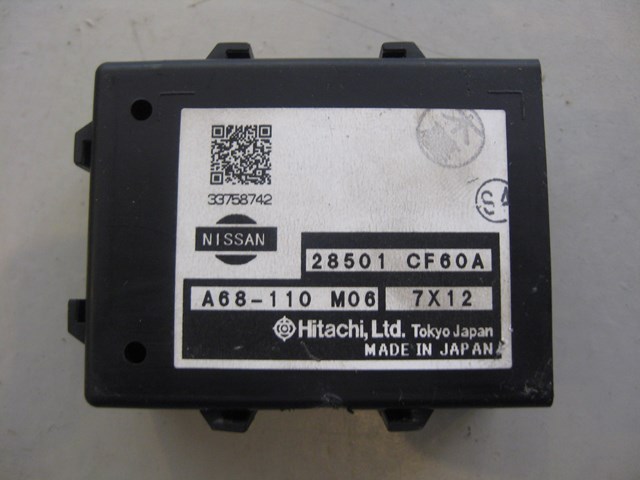 33758742
NISSAN
28501 CF60A
A68-110 M06 7X12
Hitachi, Ltd. Tokyo Japan
MADE IN JAPAN